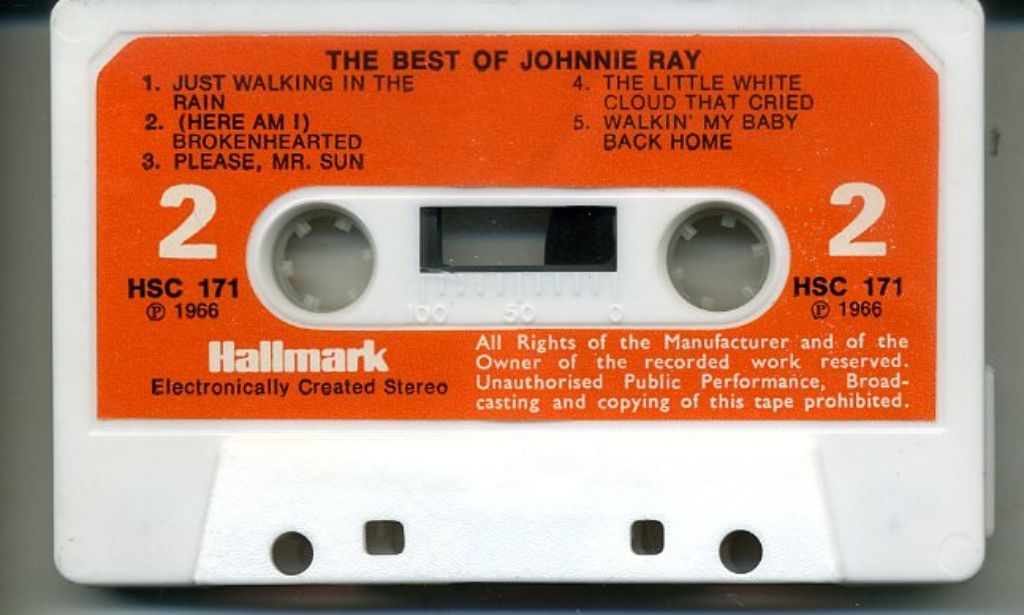 THE BEST OF JOHNNIE RAY
1. JUST WALKING IN THE
RAIN
2. (HERE AM I)
BROKENHEARTED
3. PLEASE, MR. SUN
4. THE LITTLE WHITE
CLOUD THAT CRIED
5. WALKIN' MY BABY
BACK HOME
2
2
HSC 171
℗ 1966
HSC 171
℗ 1966
100 50 0
Hallmark
Electronically Created Stereo
All Rights of the Manufacturer and of the
Owner of the recorded work reserved.
Unauthorised Public Performance, Broad-
casting and copying of this tape prohibited.